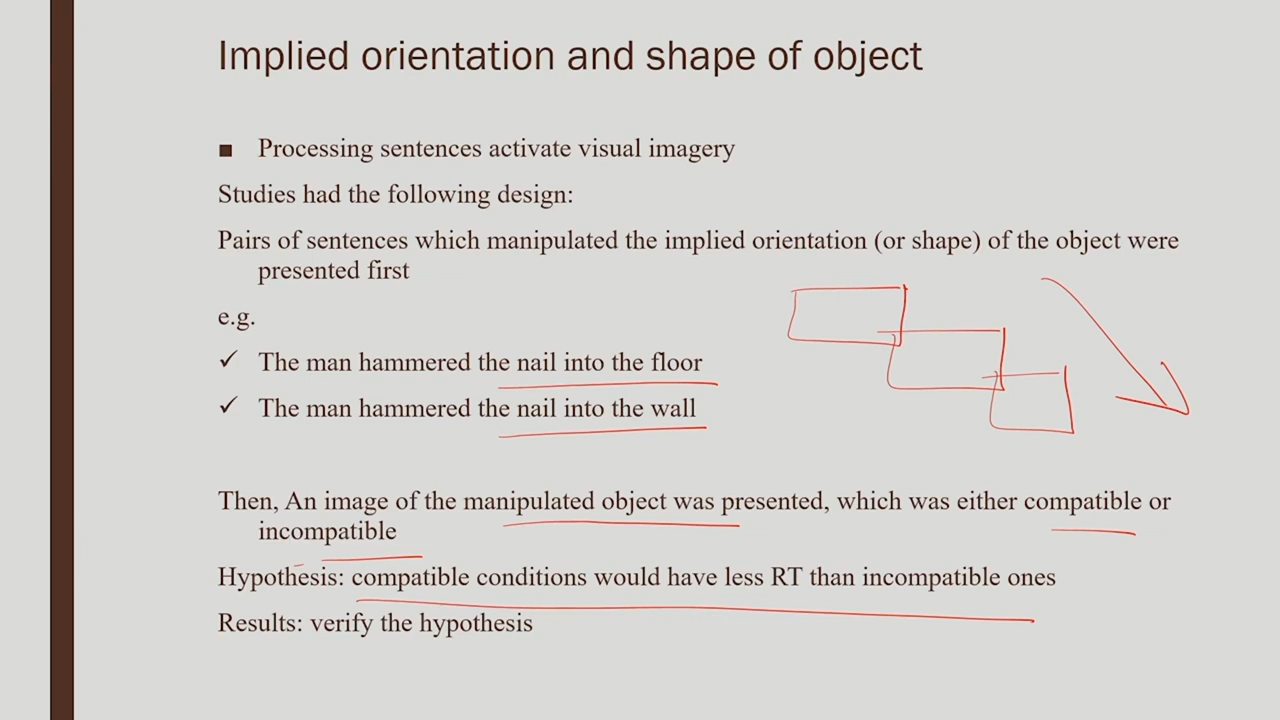 Implied orientation and shape of object
■ Processing sentences activate visual imagery
Studies had the following design:
Pairs of sentences which manipulated the implied orientation (or shape) of the object were
presented first
e.g.
✓ The man hammered the nail into the floor
✓ The man hammered the nail into the wall
Then, An image of the manipulated object was presented, which was either compatible or
incompatible
Hypothesis: compatible conditions would have less RT than incompatible ones
Results: verify the hypothesis